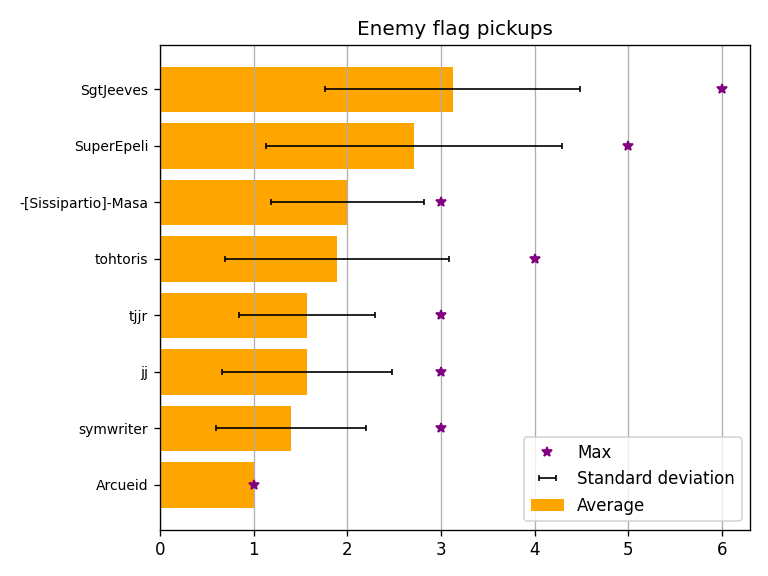 Enemy flag pickups
SgtJeeves
SuperEpeli
-[Sissipartio]-Masa
tohtoris
tjjr
jj
symwriter
Arcueid
Max
Standard deviation
Average
0 1 2 3 4 5 6